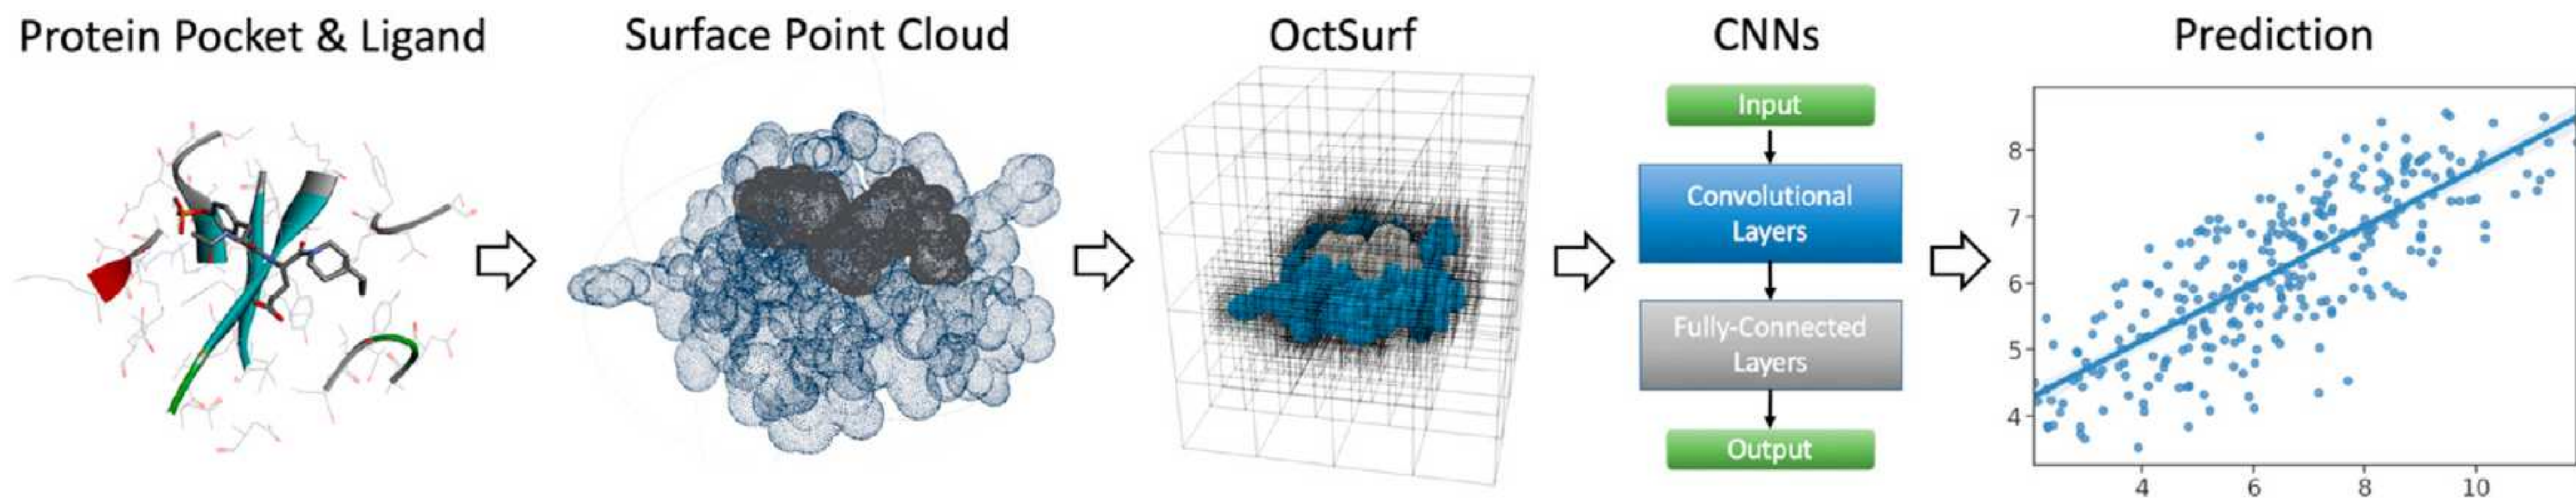 Protein Pocket & Ligand
Surface Point Cloud
OctSurf
CNNs
Prediction
Input
Convolutional
Layers
Fully-Connected
Layers
Output
8
7
6
5
4
4 6 8 10